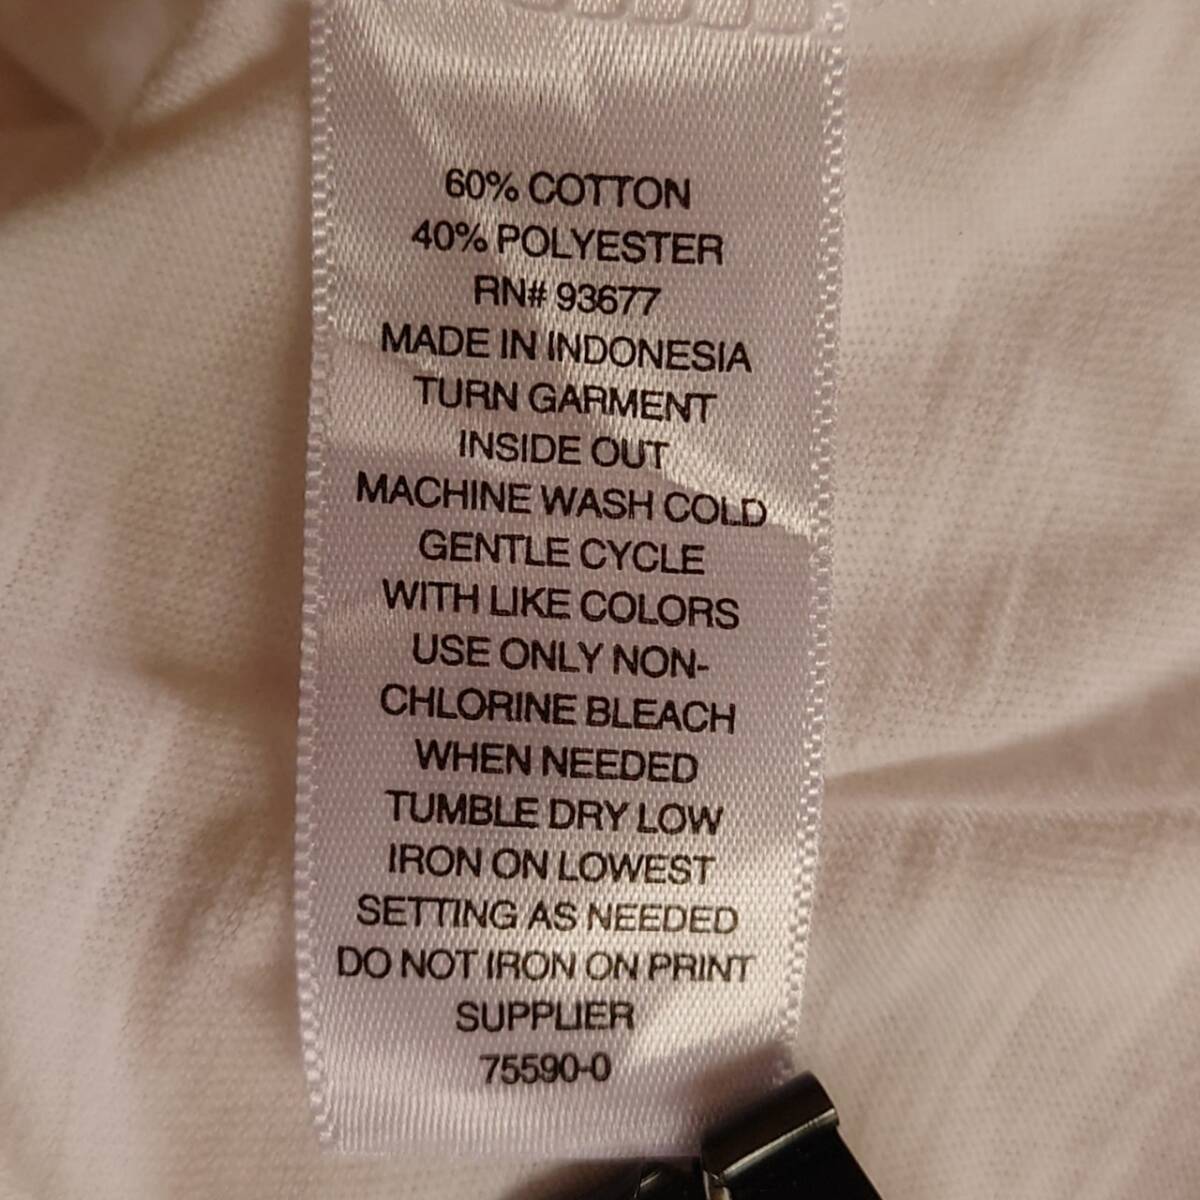 60% COTTON
40% POLYESTER
RN# 93677
MADE IN INDONESIA
TURN GARMENT
INSIDE OUT
MACHINE WASH COLD
GENTLE CYCLE
WITH LIKE COLORS
USE ONLY NON-
CHLORINE BLEACH
WHEN NEEDED
TUMBLE DRY LOW
IRON ON LOWEST
SETTING AS NEEDED
DO NOT IRON ON PRINT
SUPPLIER
75590-0